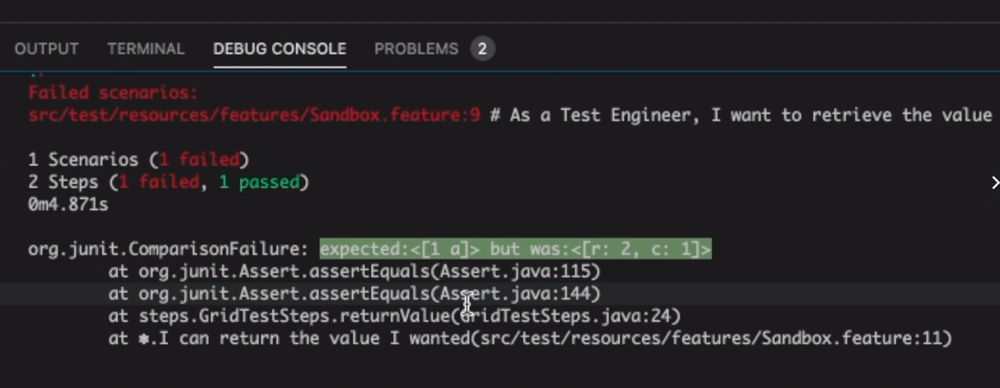 OUTPUT TERMINAL DEBUG CONSOLE PROBLEMS 2
Failed scenarios:
src/test/resources/features/Sandbox.feature:9 # As a Test Engineer, I want to retrieve the value
1 Scenarios (1 failed)
2 Steps (1 failed, 1 passed)
0m4.871s
org.junit.ComparisonFailure: expected:<[1 a]> but was:<[r: 2, c: 1]>
at org.junit.Assert.assertEquals(Assert.java:115)
at org.junit.Assert.assertEquals(Assert.java:144)
at steps.GridTestSteps.returnValue(GridTestSteps.java:24)
at *.I can return the value I wanted(src/test/resources/features/Sandbox.feature:11)